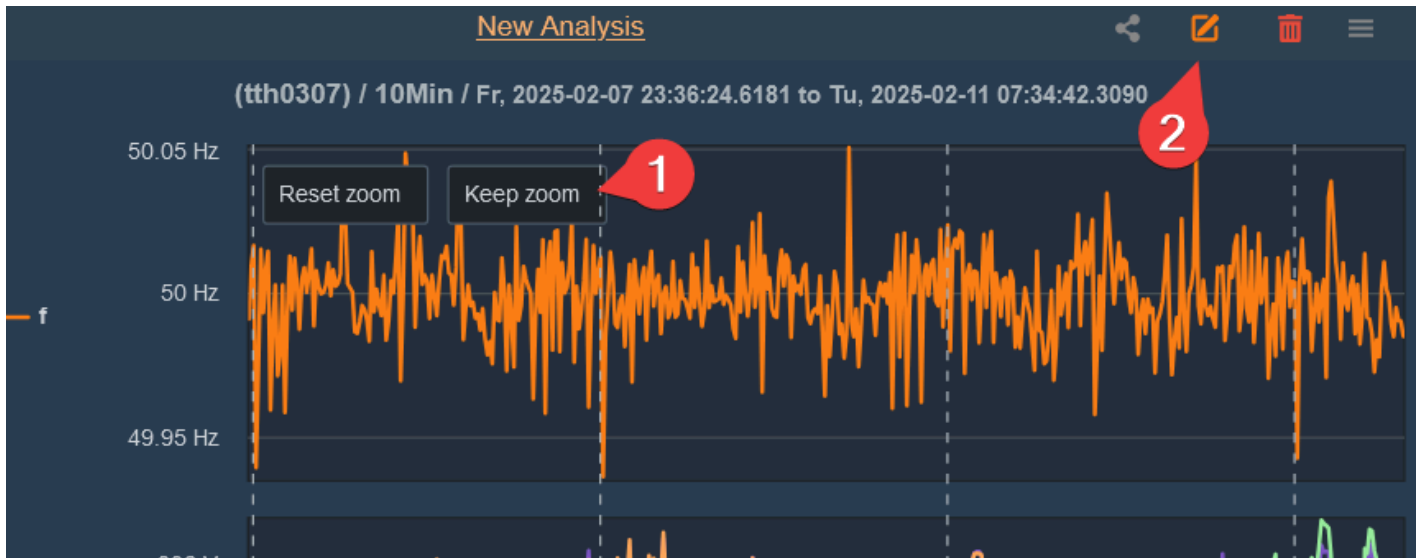 New Analysis
(tth0307) / 10Min / Fr, 2025-02-07 23:36:24.6181 to Tu, 2025-02-11 07:34:42.3090
2
50.05 Hz
Reset zoom
Keep zoom
1
50 Hz
f
49.95 Hz